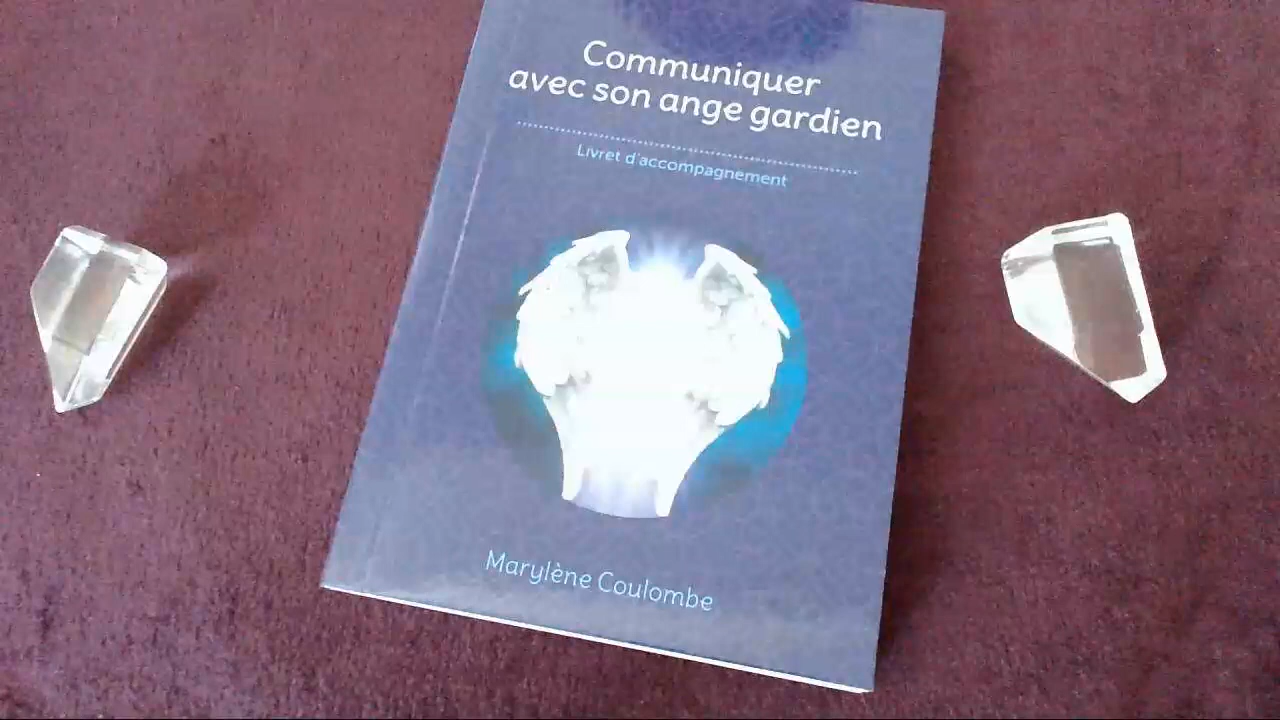 Communiquer
avec son ange gardien
Livret d'accompagnement
Marylène Coulombe